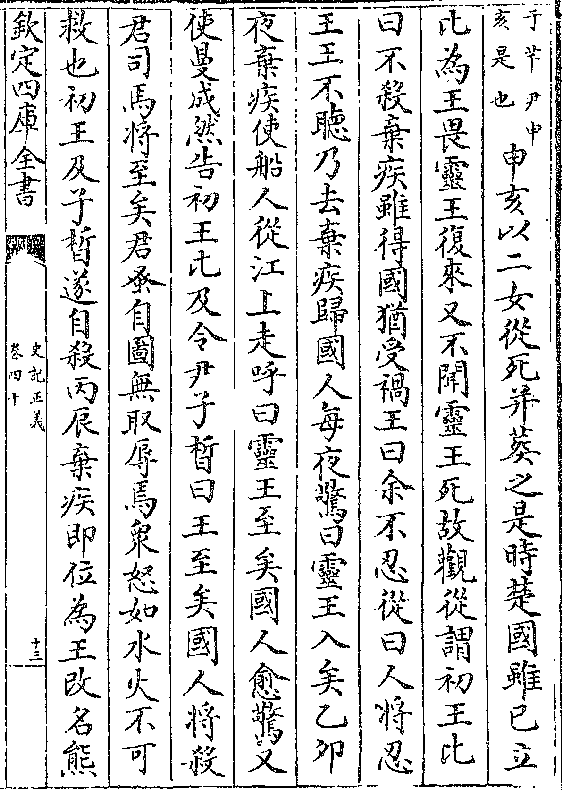 于芋尹申
亥是也
申亥以二女從死并葬之是時楚國雖已立
比為王畏靈王復來又不聞靈王死故觀從謂初王比
曰不殺棄疾雖得國猶受禍王曰余不忍從曰人將忍
王王不聽乃去棄疾歸國人每夜驚曰靈王入矣乙卯
夜棄疾使船人從江上走呼曰靈王至矣國人愈驚又
使曼成然告初王比及令尹子晳曰王至矣國人將殺
君司馬將至矣君蚤自圖無取辱焉衆怒如水火不可
救也初王及子晳遂自殺丙辰棄疾即位為王改名熊
欽定四庫全書
史記正義
卷四十
十三